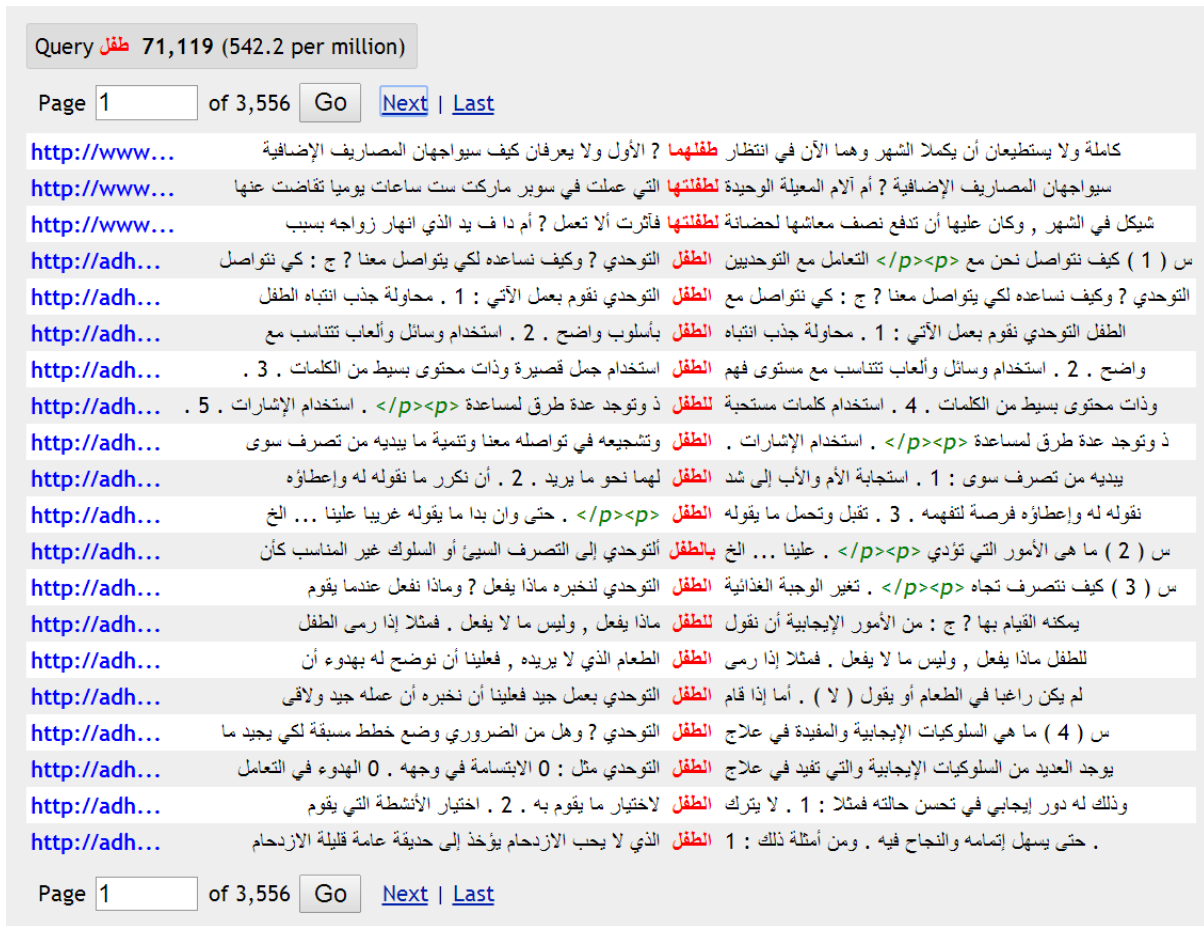 Query طفل 71,119 (542.2 per million)
Page 1 of 3,556 Go Next | Last
http://www... كاملة ولا يستطيعان أن يكملا الشهر وهما الآن في انتظار طفلهما ? الأول ولا يعرفان كيف سيواجهان المصاريف الإضافية
http://www... سيواجهان المصاريف الإضافية ? أم آلام المعيلة الوحيدة لطفلتها التي عملت في سوبر ماركت ست ساعات يوميا تقاضت عنها
http://www... شيكل في الشهر , وكان عليها أن تدفع نصف معاشها لحضانة لطفلتها فآثرت ألا تعمل ? أم دا ف يد الذي انهار زواجه بسبب
http://adh... س ( 1 ) كيف نتواصل نحن مع <p></p> التعامل مع التوحديين الطفل التوحدي ? وكيف نساعده لكي يتواصل معنا ? ج : كي نتواصل
http://adh... التوحدي ? وكيف نساعده لكي يتواصل معنا ? ج : كي نتواصل مع الطفل التوحدي نقوم بعمل الآتي : 1 . محاولة جذب انتباه الطفل
http://adh... الطفل التوحدي نقوم بعمل الآتي : 1 . محاولة جذب انتباه الطفل بأسلوب واضح . 2 . استخدام وسائل وألعاب تتناسب مع
http://adh... واضح . 2 . استخدام وسائل وألعاب تتناسب مع مستوى فهم الطفل استخدام جمل قصيرة وذات محتوى بسيط من الكلمات . 3 .
http://adh... وذات محتوى بسيط من الكلمات . 4 . استخدام كلمات مستحبة للطفل ذ وتوجد عدة طرق لمساعدة <p></p> . استخدام الإشارات . 5 .
http://adh... ذ وتوجد عدة طرق لمساعدة <p></p> . استخدام الإشارات . الطفل وتشجيعه في تواصله معنا وتنمية ما يبديه من تصرف سوى
http://adh... يبديه من تصرف سوى : 1 . استجابة الأم والأب إلى شد الطفل لهما نحو ما يريد . 2 . أن نكرر ما نقوله له وإعطاؤه
http://adh... نقوله له وإعطاؤه فرصة لتفهمه . 3 . تقبل وتحمل ما يقوله الطفل <p></p> . حتى وان بدا ما يقوله غريبا علينا ... الخ
http://adh... س ( 2 ) ما هى الأمور التي تؤدي <p></p> . علينا ... الخ بالطفل ألتوحدي إلى التصرف السيئ أو السلوك غير المناسب كأن
http://adh... س ( 3 ) كيف نتصرف تجاه <p></p> . تغير الوجبة الغذائية الطفل التوحدي لنخبره ماذا يفعل ? وماذا نفعل عندما يقوم
http://adh... يمكنه القيام بها ? ج : من الأمور الإيجابية أن نقول للطفل ماذا يفعل , وليس ما لا يفعل . فمثلا إذا رمى الطفل
http://adh... للطفل ماذا يفعل , وليس ما لا يفعل . فمثلا إذا رمى الطفل الطعام الذي لا يريده , فعلينا أن نوضح له بهدوء أن
http://adh... لم يكن راغبا في الطعام أو يقول ( لا ) . أما إذا قام الطفل التوحدي بعمل جيد فعلينا أن نخبره أن عمله جيد ولاقى
http://adh... س ( 4 ) ما هي السلوكيات الإيجابية والمفيدة في علاج الطفل التوحدي ? وهل من الضروري وضع خطط مسبقة لكي يجيد ما
http://adh... يوجد العديد من السلوكيات الإيجابية والتي تفيد في علاج الطفل التوحدي مثل : 0 الابتسامة في وجهه . 0 الهدوء في التعامل
http://adh... وذلك له دور إيجابي في تحسن حالته فمثلا : 1 . لا يترك الطفل لاختيار ما يقوم به . 2 . اختيار الأنشطة التي يقوم
http://adh... . حتى يسهل إتمامه والنجاح فيه . ومن أمثلة ذلك : 1 الطفل الذي لا يحب الازدحام يؤخذ إلى حديقة عامة قليلة الازدحام
Page 1 of 3,556 Go Next | Last